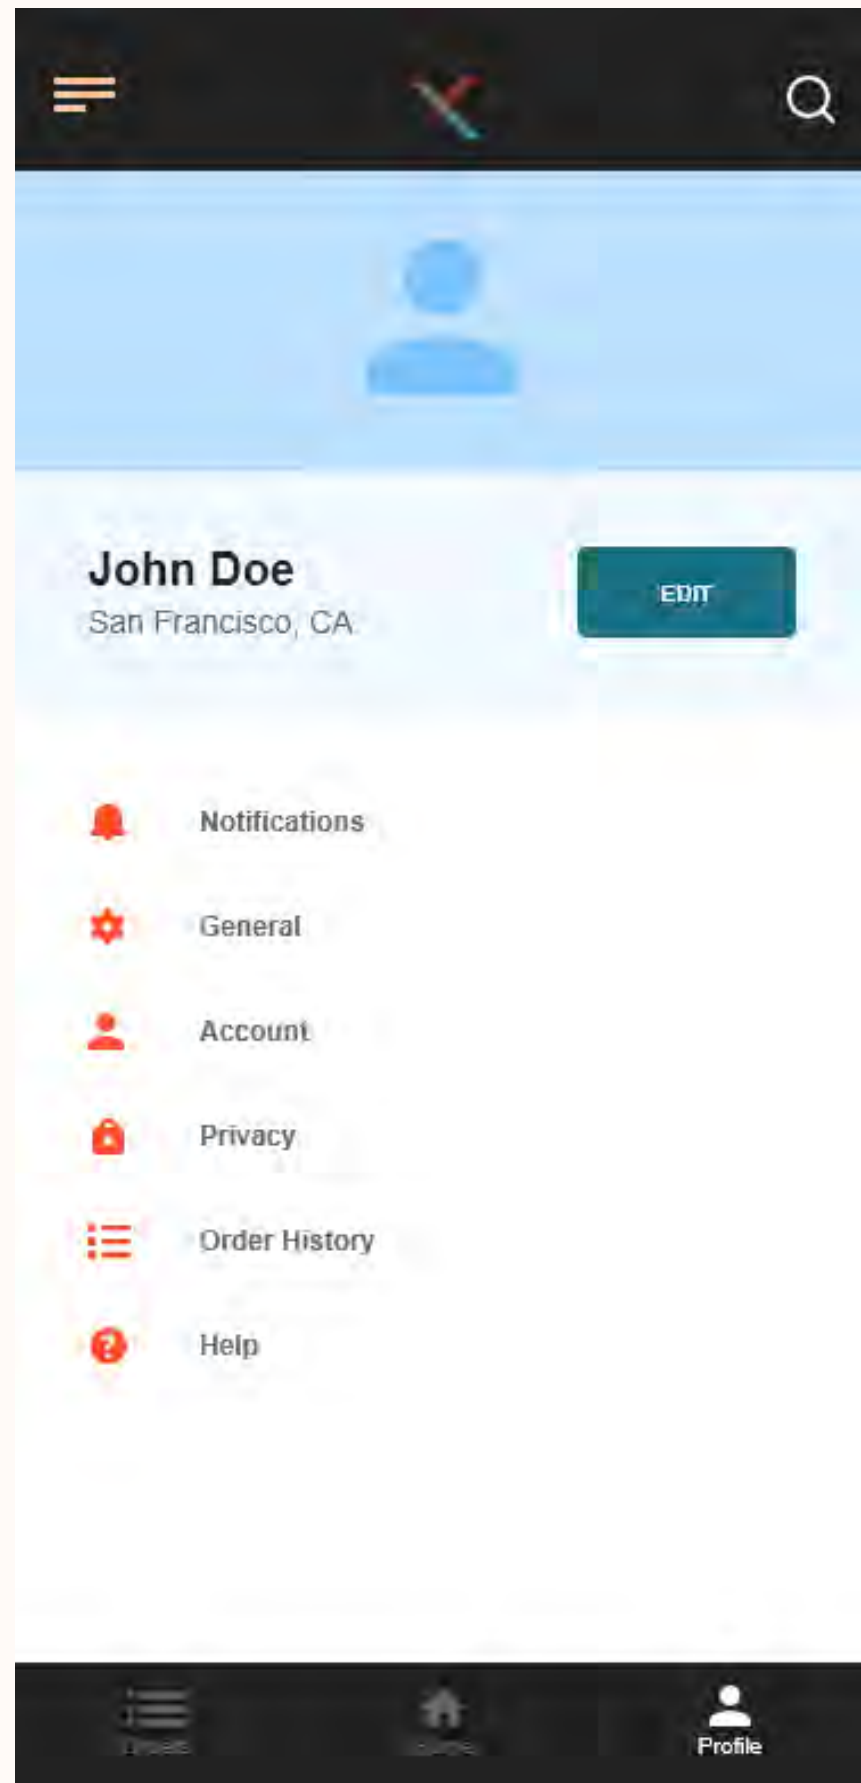 John Doe
San Francisco, CA
EDIT
Notifications
General
Account
Privacy
Order History
Help
Profile